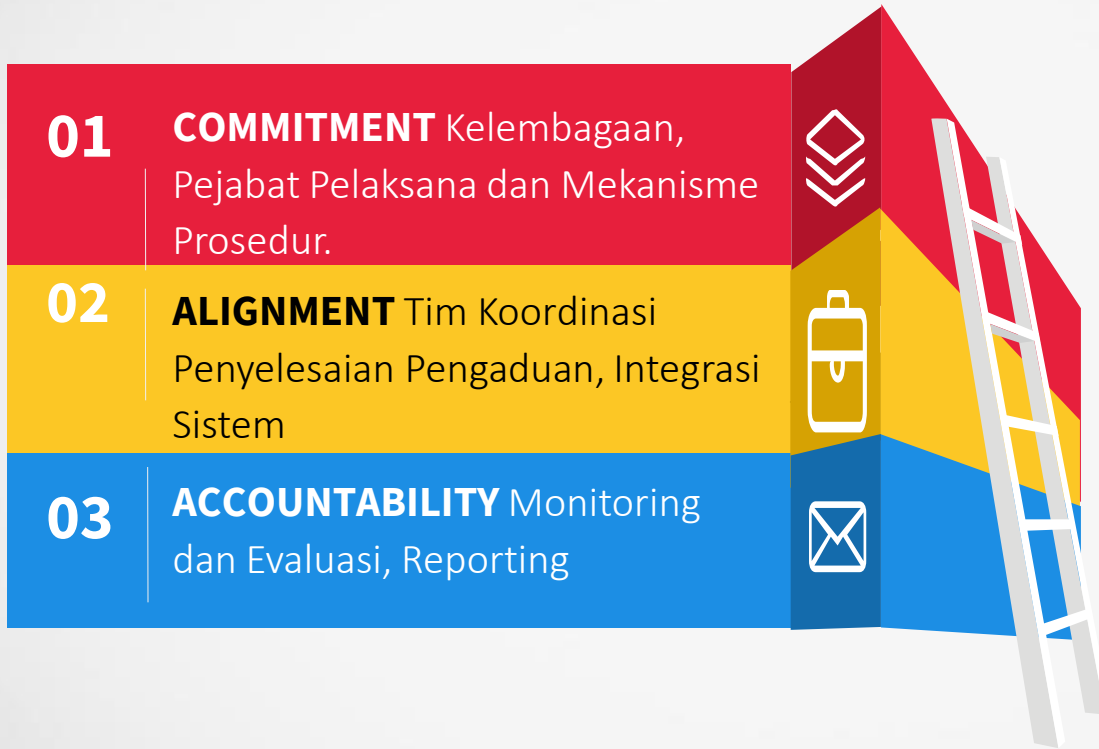 01
COMMITMENT Kelembagaan,
Pejabat Pelaksana dan Mekanisme
Prosedur.
02
ALIGNMENT Tim Koordinasi
Penyelesaian Pengaduan, Integrasi
Sistem
03
ACCOUNTABILITY Monitoring
dan Evaluasi, Reporting